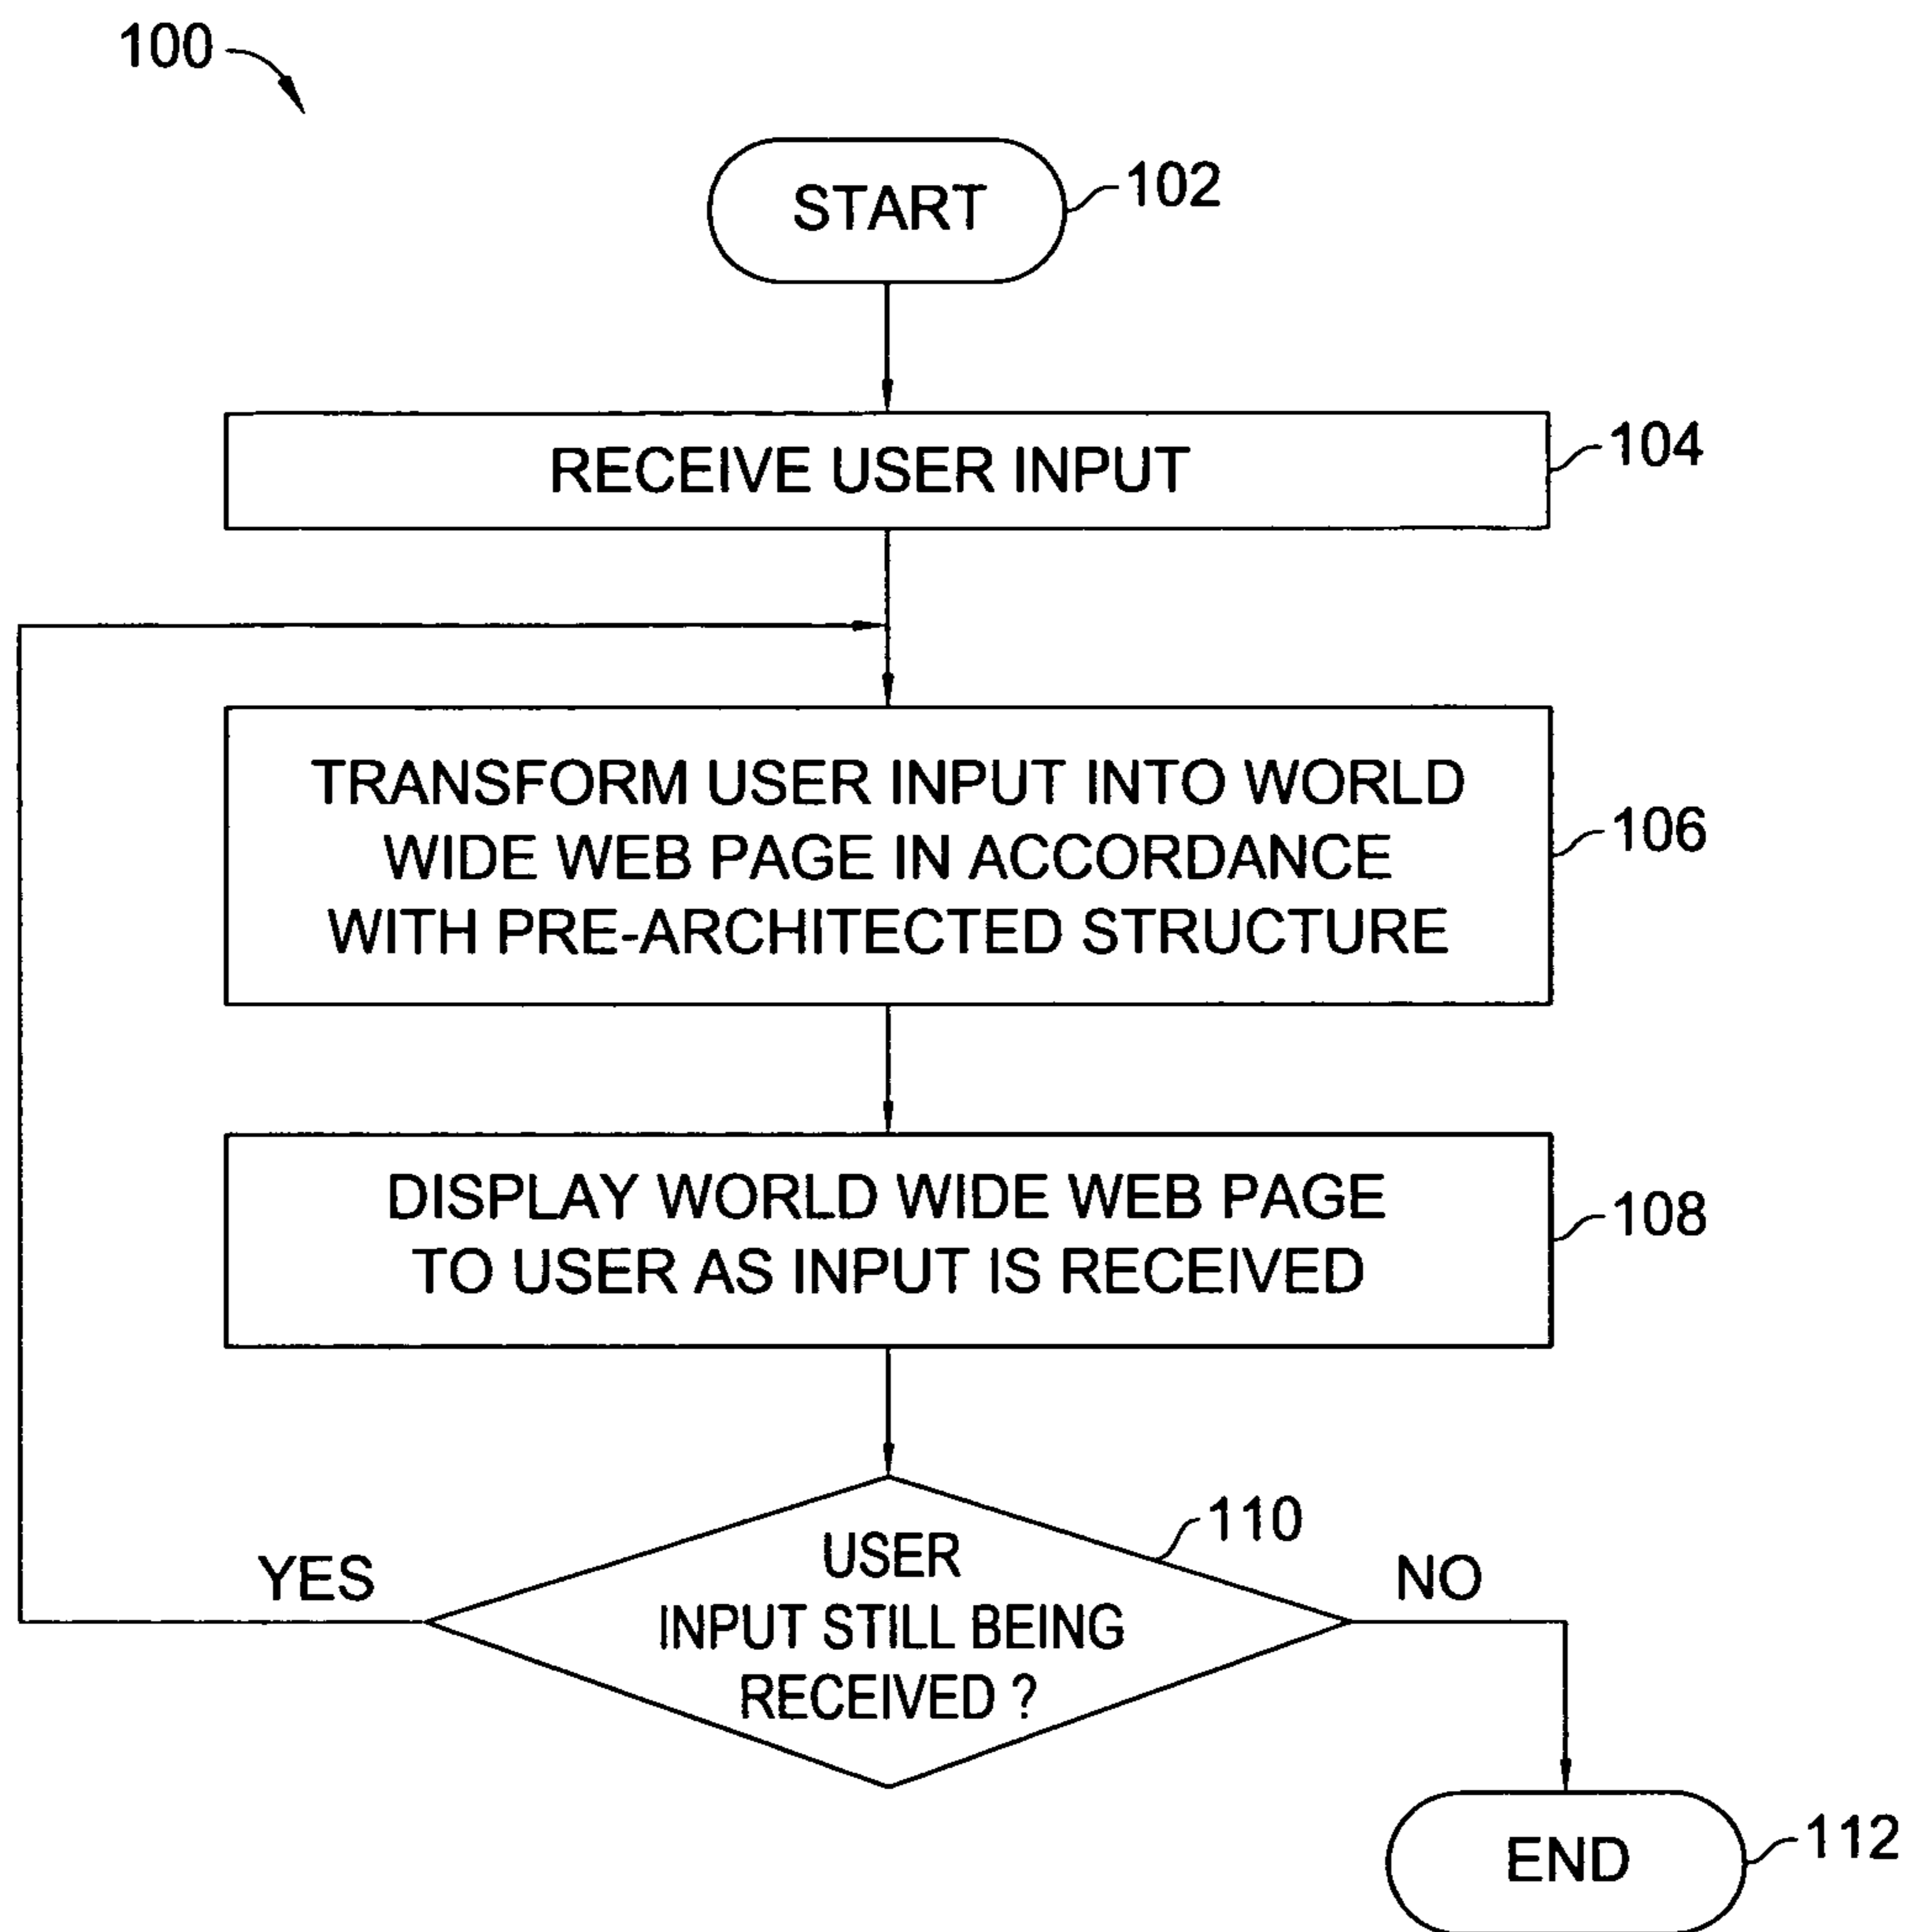 100
START
102
RECEIVE USER INPUT
104
TRANSFORM USER INPUT INTO WORLD
WIDE WEB PAGE IN ACCORDANCE
WITH PRE-ARCHITECTED STRUCTURE
106
DISPLAY WORLD WIDE WEB PAGE
TO USER AS INPUT IS RECEIVED
108
USER
INPUT STILL BEING
RECEIVED ?
110
YES
NO
END
112